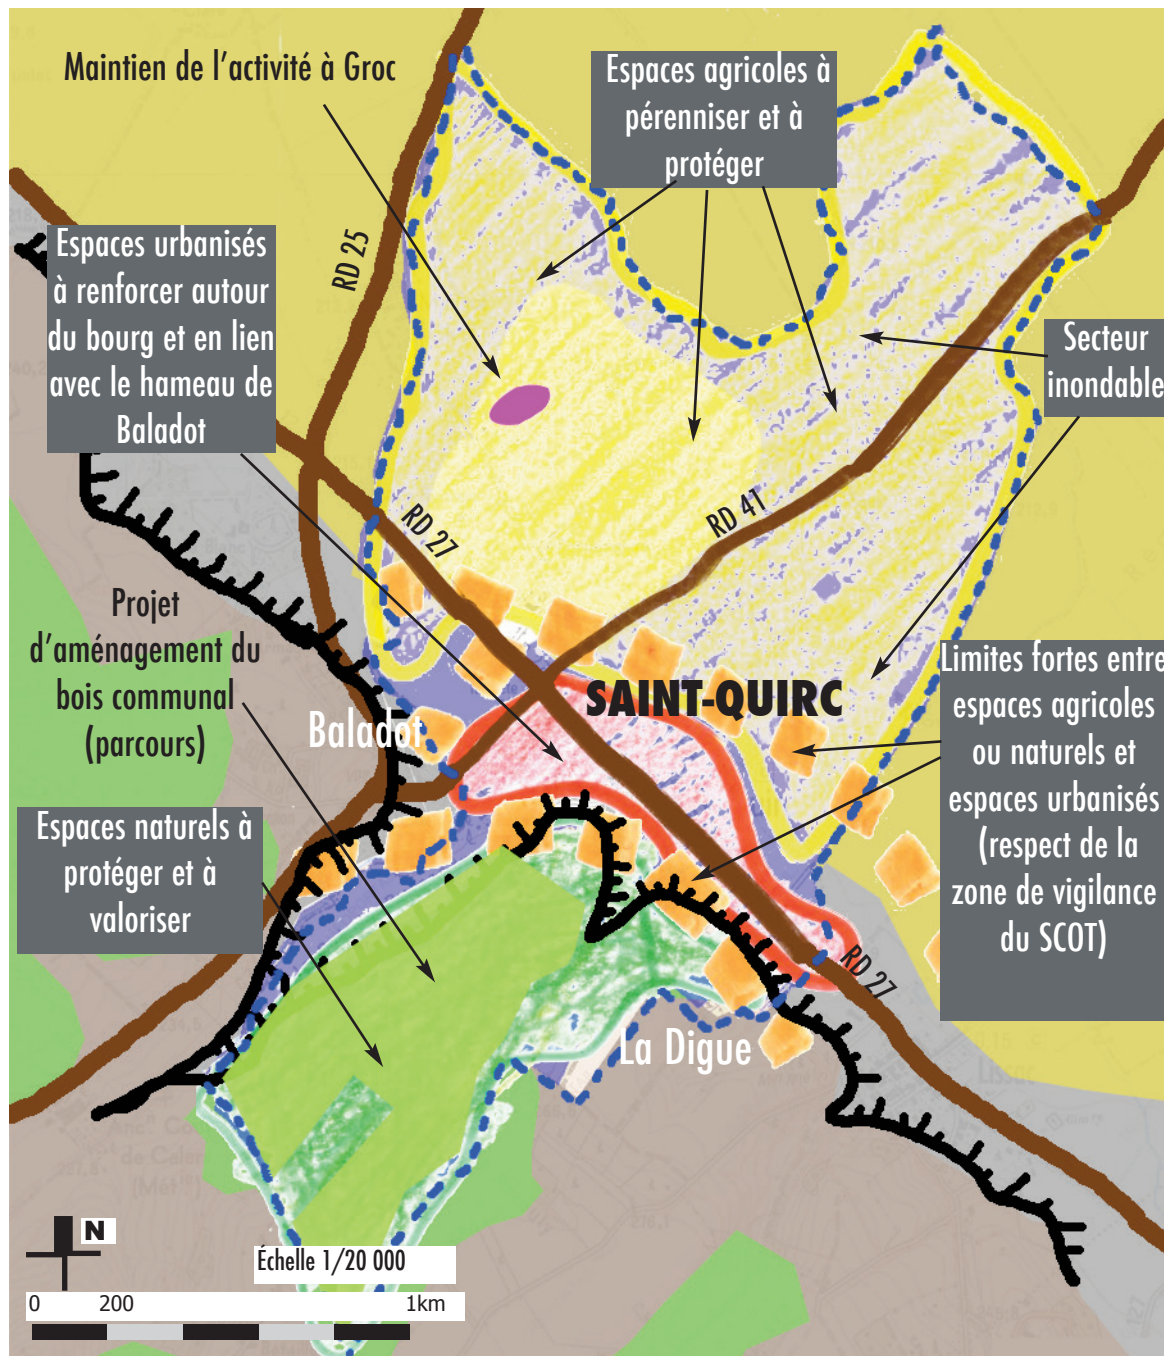 Maintien de l'activité à Groc
Espaces agricoles à
pérenniser et à
protéger
RD 25
Espaces urbanisés
à renforcer autour
du bourg et en lien
avec le hameau de
Baladot
Secteur
inondable
RD 27
RD 41
Projet
d'aménagement du
bois communal
(parcours)
Baladot
SAINT-QUIRC
Limites fortes entre
espaces agricoles
ou naturels et
espaces urbanisés
(respect de la
zone de vigilance
du SCOT)
Espaces naturels à
protéger et à
valoriser
RD 27
La Digue
Lissac
N
Échelle 1/20 000
0 200 1km